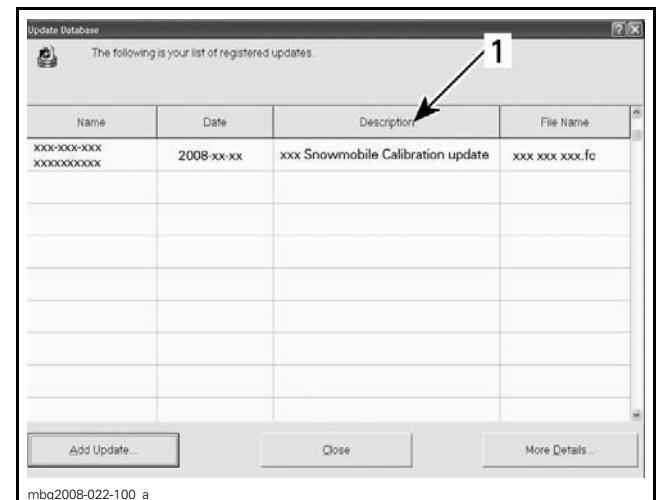 Update Database
The following is your list of registered updates.
1
Name Date Description File Name
xxx-xxx-xxx
xxxxxxxxxx
2008-xx-xx xxx Snowmobile Calibration update xxx xxx xxx.fc
Add Update... Close More Details...
mbg2008-022-100_a